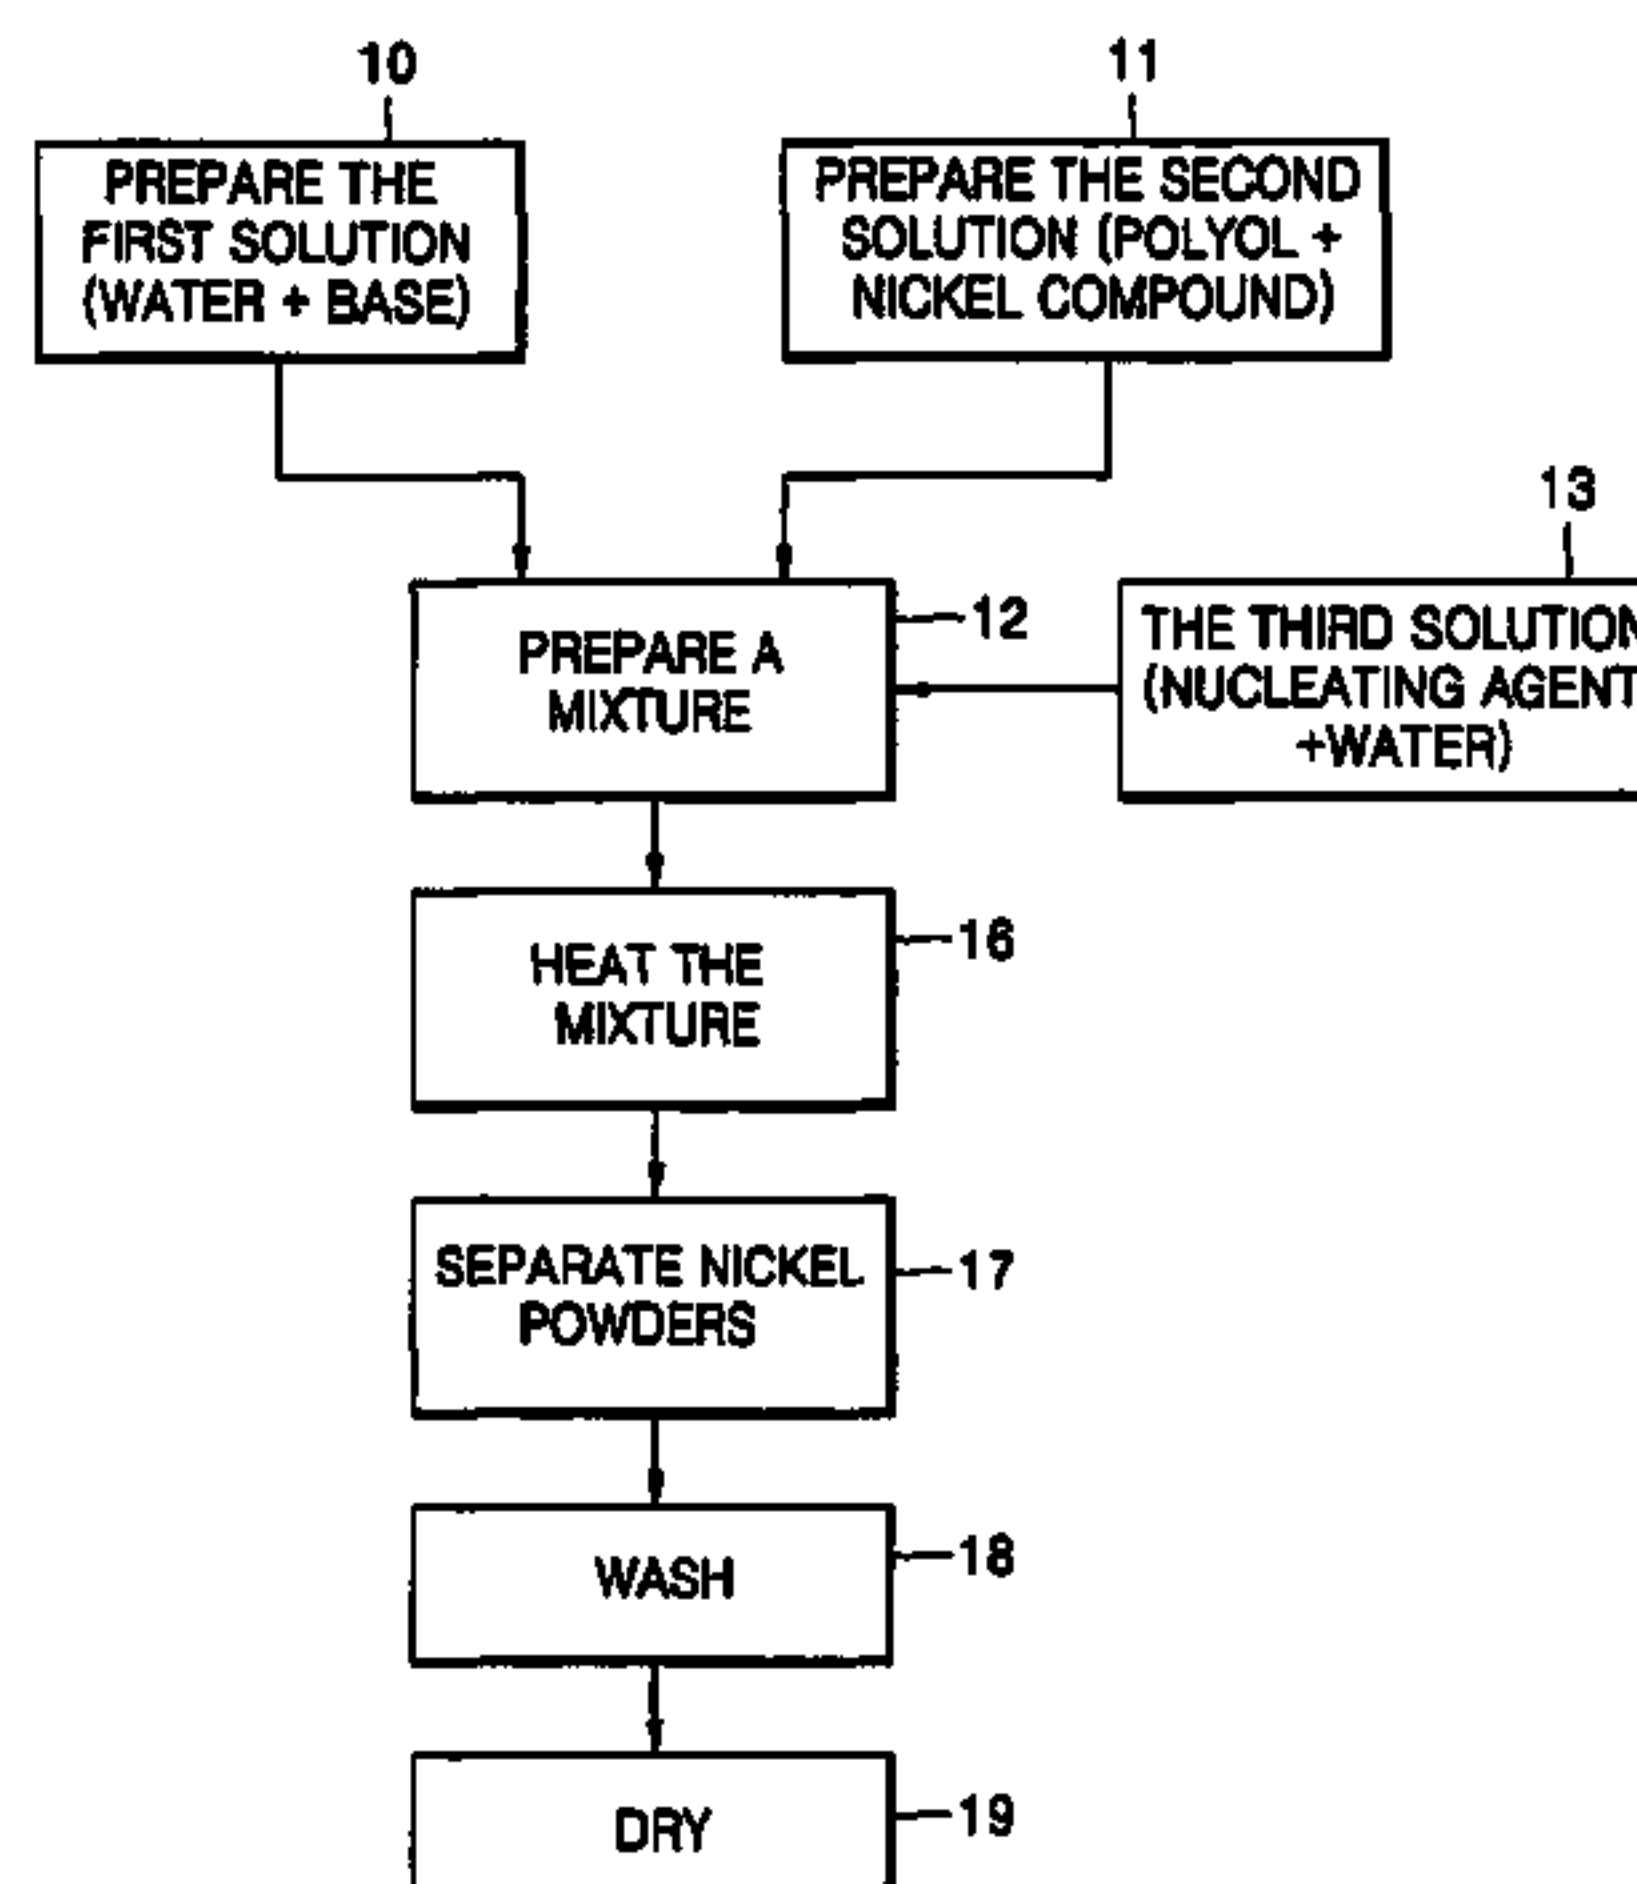 10
PREPARE THE
FIRST SOLUTION
(WATER + BASE)
11
PREPARE THE SECOND
SOLUTION (POLYOL +
NICKEL COMPOUND)
13
12
PREPARE A
MIXTURE
THE THIRD SOLUTION
(NUCLEATING AGENT
+WATER)
16
HEAT THE
MIXTURE
17
SEPARATE NICKEL
POWDERS
18
WASH
19
DRY